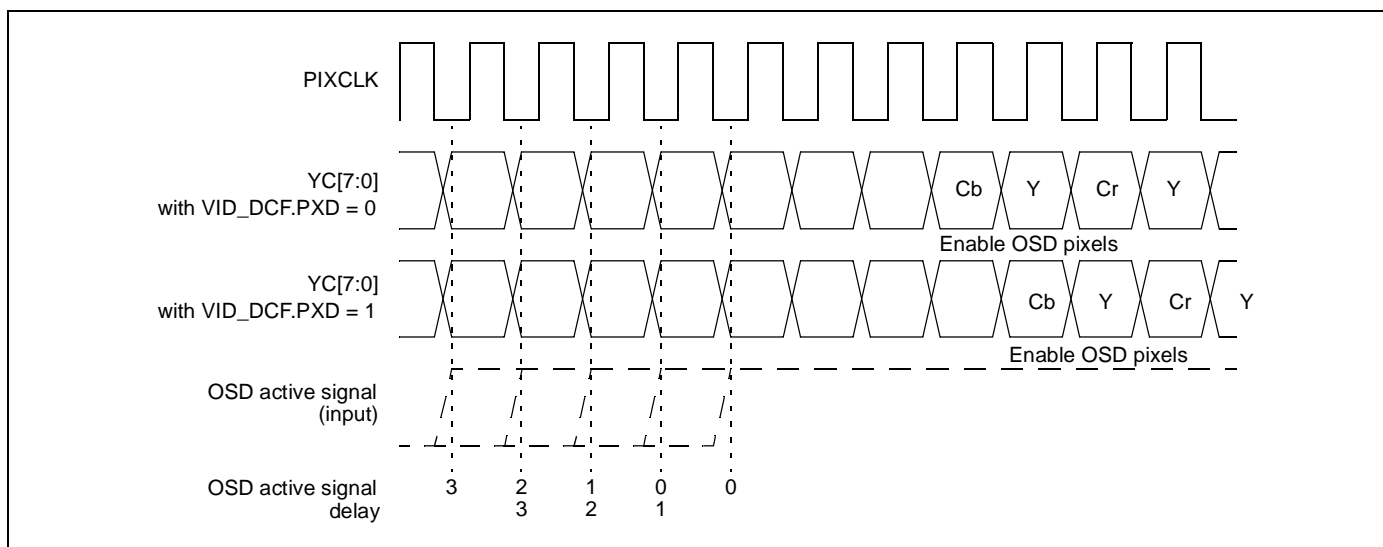 PIXCLK
YC[7:0]
with VID_DCF.PXD = 0
Cb Y Cr Y
Enable OSD pixels
YC[7:0]
with VID_DCF.PXD = 1
Cb Y Cr Y
Enable OSD pixels
OSD active signal
(input)
OSD active signal
delay
3 2 1 0 0
3 2 1